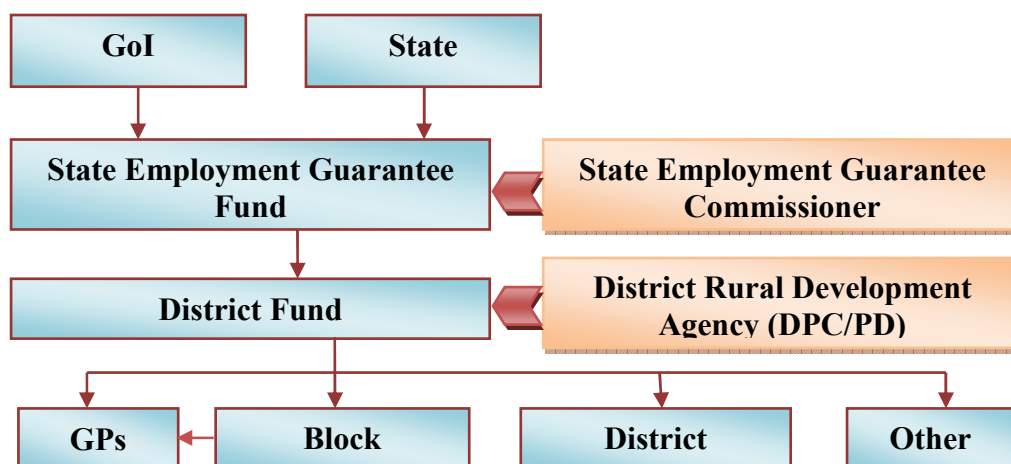 GoI
State
State Employment Guarantee
Fund
State Employment Guarantee
Commissioner
District Fund
District Rural Development
Agency (DPC/PD)
GPs
Block
District
Other